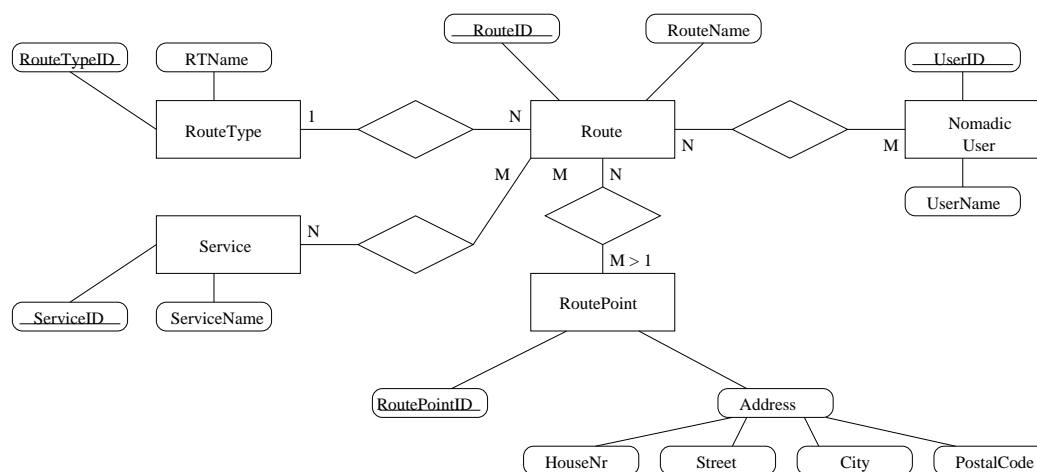 RouteID
RouteName
RouteTypeID
RTName
UserID
RouteType
1
N
Route
N
M
Nomadic
User
M
M
N
UserName
Service
N
M > 1
RoutePoint
ServiceID
ServiceName
RoutePointID
Address
HouseNr
Street
City
PostalCode